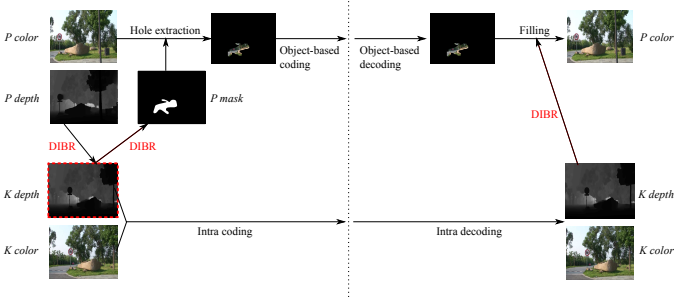 P color
Hole extraction
Object-based
coding
Object-based
decoding
Filling
P color
P depth
P mask
DIBR
DIBR
DIBR
K depth
K depth
Intra coding
Intra decoding
K color
K color